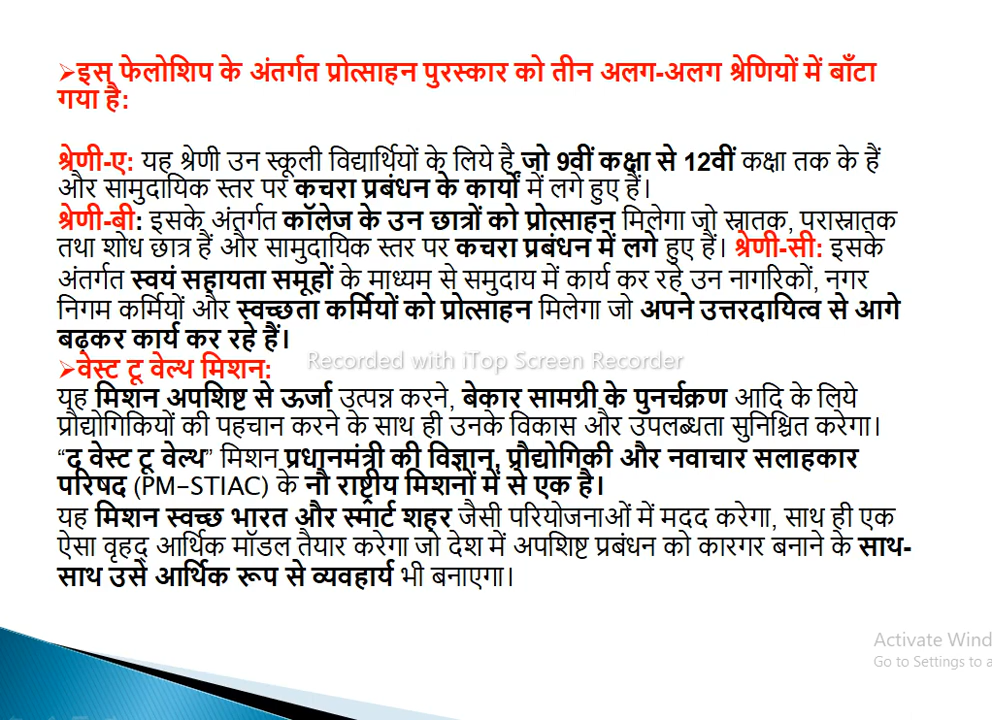 ➢इस फेलोशिप के अंतर्गत प्रोत्साहन पुरस्कार को तीन अलग-अलग श्रेणियों में बाँटा
गया है:
श्रेणी-ए: यह श्रेणी उन स्कूली विद्यार्थियों के लिये है जो 9वीं कक्षा से 12वीं कक्षा तक के हैं
और सामुदायिक स्तर पर कचरा प्रबंधन के कार्यों में लगे हुए हैं।
श्रेणी-बी: इसके अंतर्गत कॉलेज के उन छात्रों को प्रोत्साहन मिलेगा जो स्नातक, परास्नातक
तथा शोध छात्र हैं और सामुदायिक स्तर पर कचरा प्रबंधन में लगे हुए हैं। श्रेणी-सी: इसके
अंतर्गत स्वयं सहायता समूहों के माध्यम से समुदाय में कार्य कर रहे उन नागरिकों, नगर
निगम कर्मियों और स्वच्छता कर्मियों को प्रोत्साहन मिलेगा जो अपने उत्तरदायित्व से आगे
बढ़कर कार्य कर रहे हैं।
Recorded with iTop Screen Recorder
➢वेस्ट टू वेल्थ मिशन:
यह मिशन अपशिष्ट से ऊर्जा उत्पन्न करने, बेकार सामग्री के पुनर्चक्रण आदि के लिये
प्रौद्योगिकियों की पहचान करने के साथ ही उनके विकास और उपलब्धता सुनिश्चित करेगा।
“द वेस्ट टू वेल्थ” मिशन प्रधानमंत्री की विज्ञान, प्रौद्योगिकी और नवाचार सलाहकार
परिषद (PM-STIAC) के नौ राष्ट्रीय मिशनों में से एक है।
यह मिशन स्वच्छ भारत और स्मार्ट शहर जैसी परियोजनाओं में मदद करेगा, साथ ही एक
ऐसा वृहद् आर्थिक मॉडल तैयार करेगा जो देश में अपशिष्ट प्रबंधन को कारगर बनाने के साथ-
साथ उसे आर्थिक रूप से व्यवहार्य भी बनाएगा।
Activate Wind
Go to Settings to a